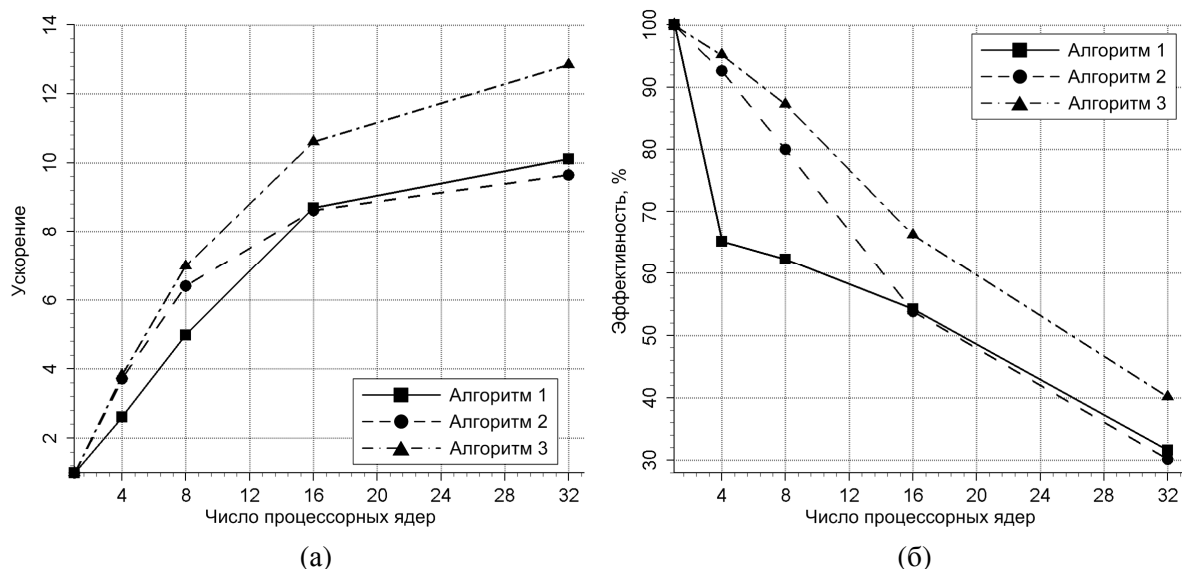 14
12
10
8
6
4
2
Ускорение
Алгоритм 1
Алгоритм 2
Алгоритм 3
4 8 12 16 20 24 28 32
Число процессорных ядер
(а)
100
90
80
70
60
50
40
30
Эффективность, %
Алгоритм 1
Алгоритм 2
Алгоритм 3
4 8 12 16 20 24 28 32
Число процессорных ядер
(б)